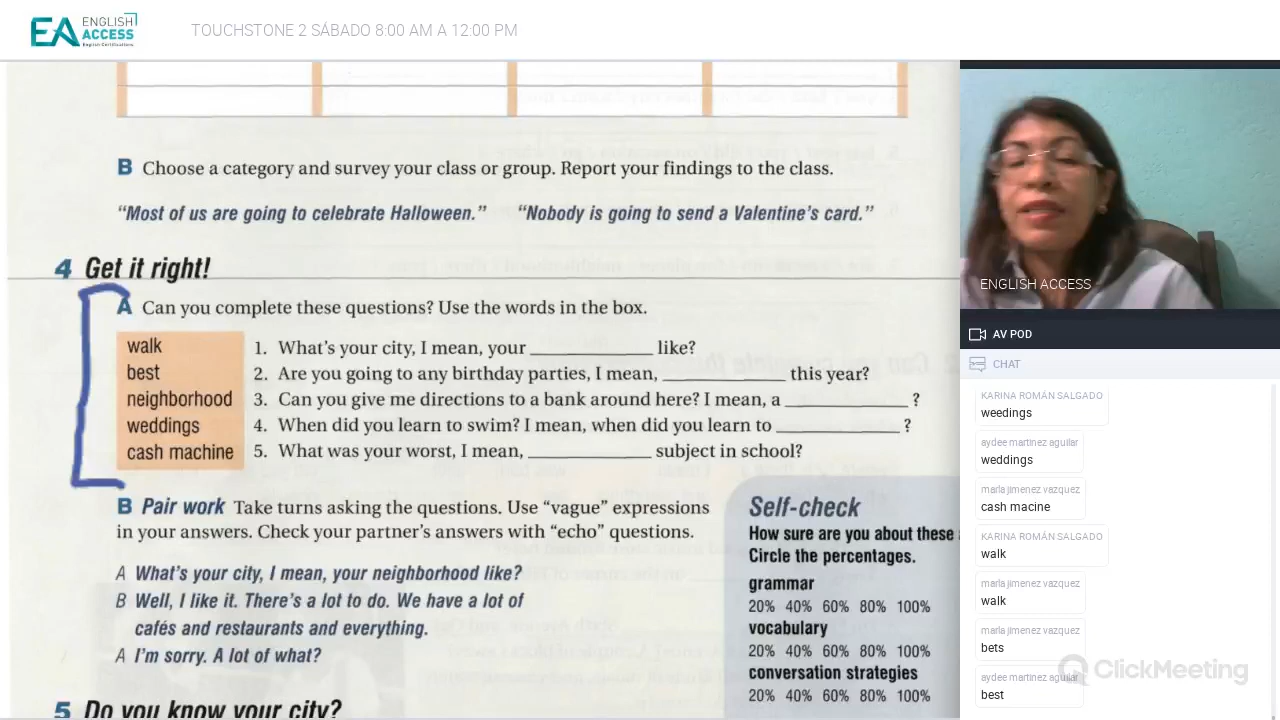 EA ENGLISH ACCESS
English Certifications
TOUCHSTONE 2 SÁBADO 8:00 AM A 12:00 PM
B Choose a category and survey your class or group. Report your findings to the class.
“Most of us are going to celebrate Halloween.” “Nobody is going to send a Valentine’s card.”
4 Get it right!
A Can you complete these questions? Use the words in the box.
walk
best
neighborhood
weddings
cash machine
1. What’s your city, I mean, your ____________ like?
2. Are you going to any birthday parties, I mean, ____________ this year?
3. Can you give me directions to a bank around here? I mean, a ____________ ?
4. When did you learn to swim? I mean, when did you learn to ____________ ?
5. What was your worst, I mean, ____________ subject in school?
B Pair work Take turns asking the questions. Use “vague” expressions
in your answers. Check your partner’s answers with “echo” questions.
A What’s your city, I mean, your neighborhood like?
B Well, I like it. There’s a lot to do. We have a lot of
cafés and restaurants and everything.
A I’m sorry. A lot of what?
Self-check
How sure are you about these
Circle the percentages.
grammar
20% 40% 60% 80% 100%
vocabulary
20% 40% 60% 80% 100%
conversation strategies
20% 40% 60% 80% 100%
5 Do you know your city?
ENGLISH ACCESS
AV POD
CHAT
KARINA ROMÁN SALGADO
weedings
aydee martinez aguilar
weddings
marla jimenez vazquez
cash macine
KARINA ROMÁN SALGADO
walk
marla jimenez vazquez
walk
marla jimenez vazquez
bets
aydee martinez aguilar
best
ClickMeeting